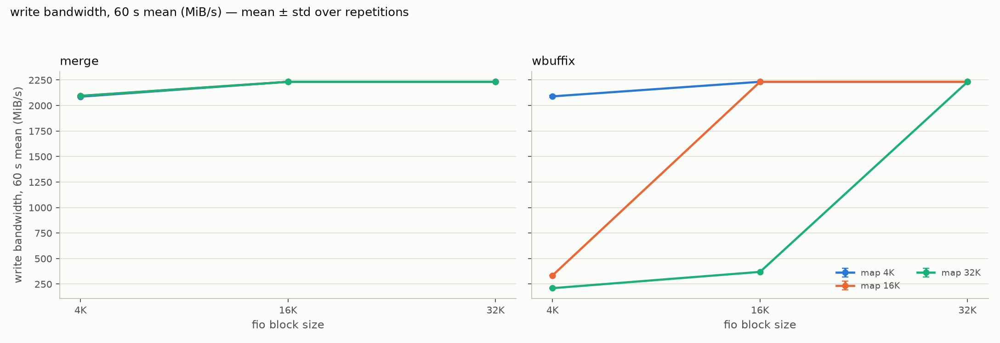 write bandwidth, 60 s mean (MiB/s) — mean ± std over repetitions
merge
write bandwidth, 60 s mean (MiB/s)
2250
2000
1750
1500
1250
1000
750
500
250
4K
16K
32K
fio block size
wbuffix
map 4K
map 16K
map 32K
4K
16K
32K
fio block size